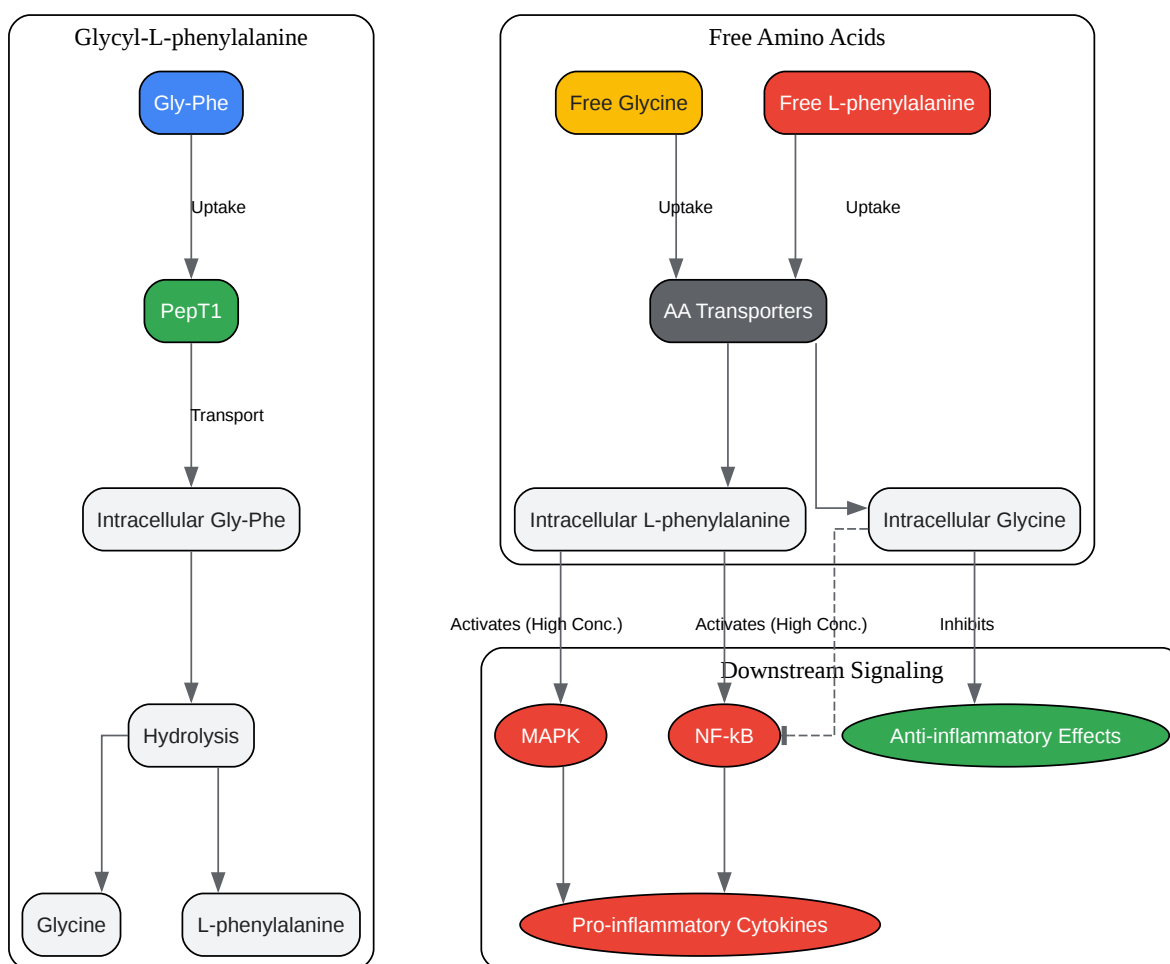 Glycyl-L-phenylalanine
Gly-Phe
Uptake
PepT1
Transport
Intracellular Gly-Phe
Hydrolysis
Glycine
L-phenylalanine
Free Amino Acids
Free Glycine
Free L-phenylalanine
Uptake
Uptake
AA Transporters
Intracellular L-phenylalanine
Intracellular Glycine
Activates (High Conc.)
Activates (High Conc.)
Inhibits
Downstream Signaling
MAPK
NF-kB
Anti-inflammatory Effects
Pro-inflammatory Cytokines